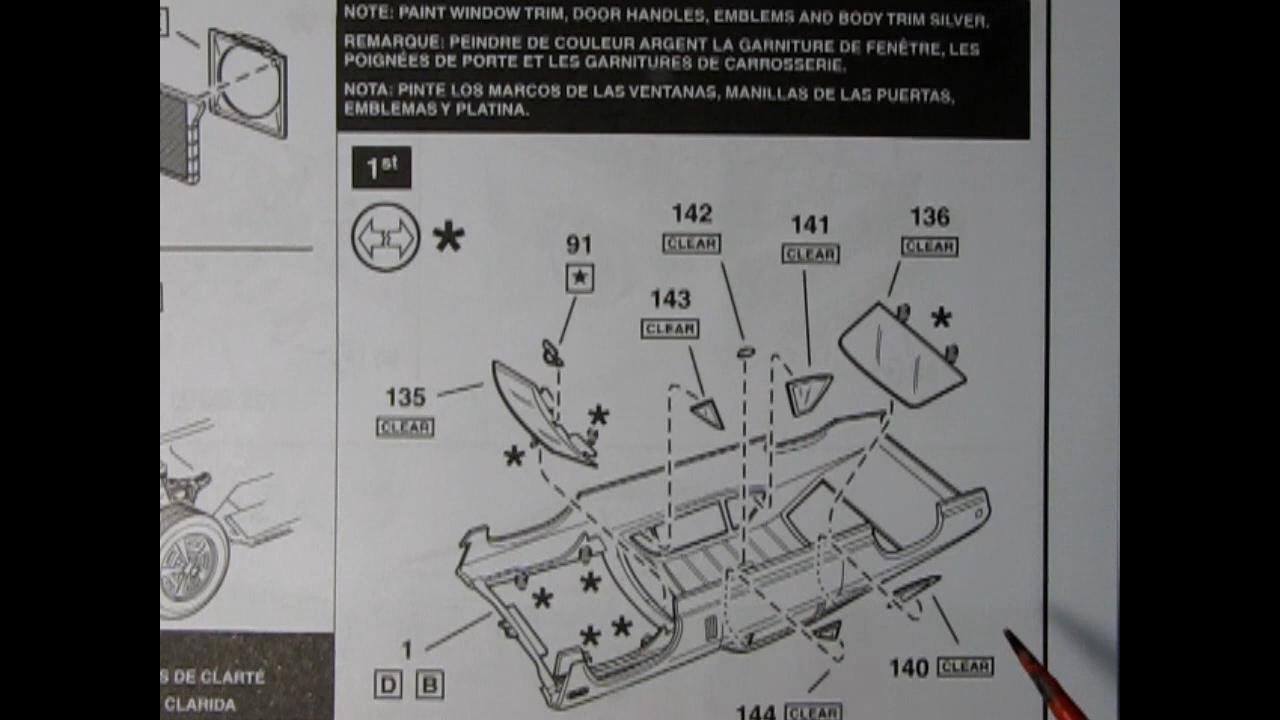 NOTE: PAINT WINDOW TRIM, DOOR HANDLES, EMBLEMS AND BODY TRIM SILVER.
REMARQUE: PEINDRE DE COULEUR ARGENT LA GARNITURE DE FENÊTRE, LES
POIGNÉES DE PORTE ET LES GARNITURES DE CARROSSERIE.
NOTA: PINTE LOS MARCOS DE LAS VENTANAS, MANILLAS DE LAS PUERTAS,
EMBLEMAS Y PLATINA.
1st
142
CLEAR
141
CLEAR
136
CLEAR
91
143
CLEAR
135
CLEAR
1
D B
140 CLEAR
144 CLEAR
S DE CLARTÉ
CLARIDA